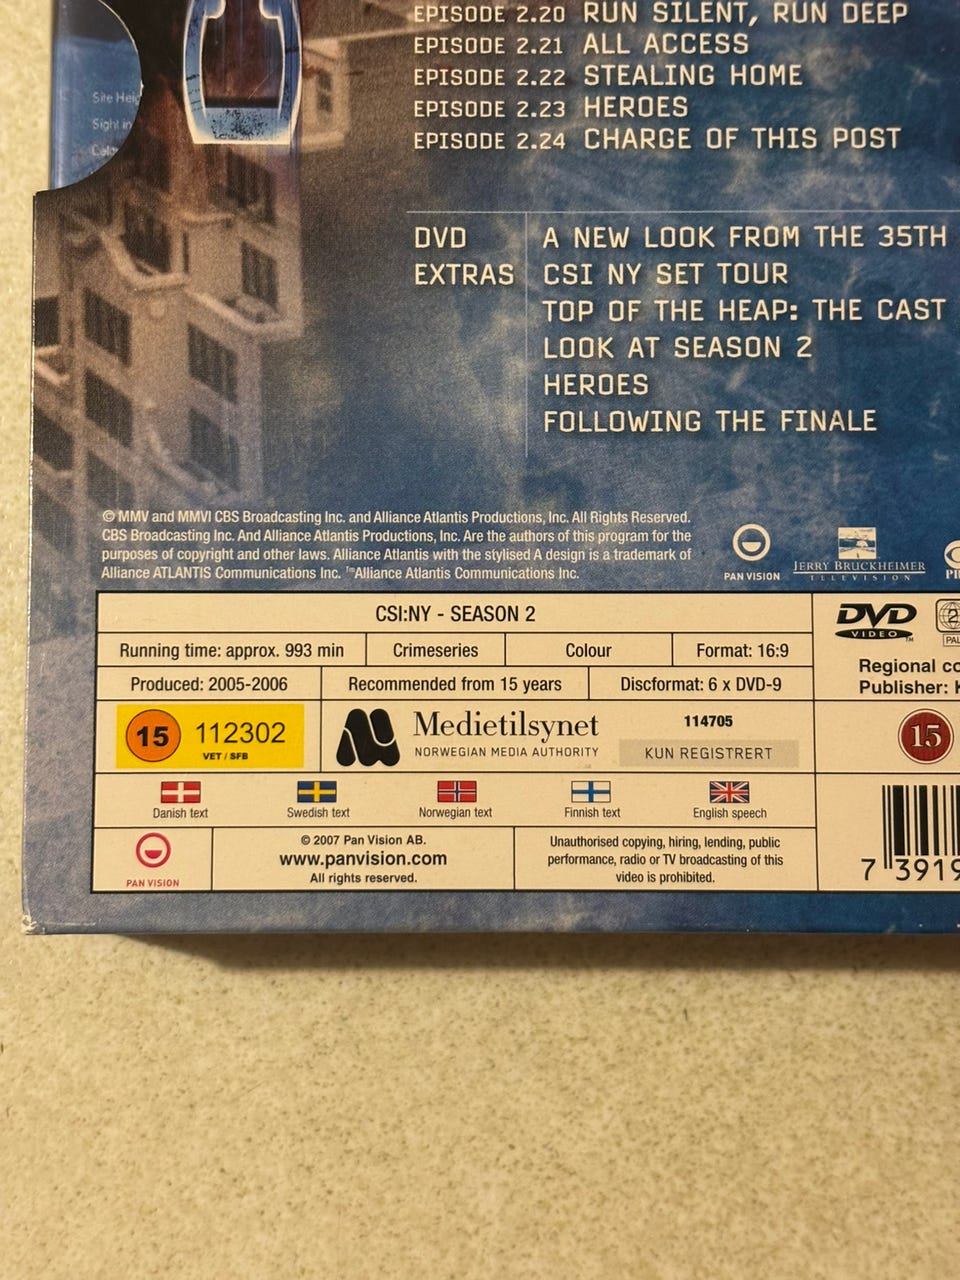 EPISODE 2.20 RUN SILENT, RUN DEEP
EPISODE 2.21 ALL ACCESS
EPISODE 2.22 STEALING HOME
EPISODE 2.23 HEROES
EPISODE 2.24 CHARGE OF THIS POST
Site
Sight in
DVD EXTRAS
A NEW LOOK FROM THE 35TH
CSI NY SET TOUR
TOP OF THE HEAP: THE CAST
LOOK AT SEASON 2
HEROES
FOLLOWING THE FINALE
© MMV and MMVI CBS Broadcasting Inc. and Alliance Atlantis Productions, Inc. All Rights Reserved.
CBS Broadcasting Inc. And Alliance Atlantis Productions, Inc. Are the authors of this program for the
purposes of copyright and other laws. Alliance Atlantis with the stylised A design is a trademark of
Alliance ATLANTIS Communications Inc. ™Alliance Atlantis Communications Inc.
PAN VISION
JERRY BRUCKHEIMER
TELEVISION
CSI:NY - SEASON 2
Running time: approx. 993 min
Crimeseries
Colour
Format: 16:9
Produced: 2005-2006
Recommended from 15 years
Discformat: 6 x DVD-9
DVD
VIDEO™
2
PAL
Regional
Publisher:
15 112302
VET / SFB
Medietilsynet
NORWEGIAN MEDIA AUTHORITY
114705
KUN REGISTRERT
15
Danish text
Swedish text
Norwegian text
Finnish text
English speech
PAN VISION
© 2007 Pan Vision AB.
www.panvision.com
All rights reserved.
Unauthorised copying, hiring, lending, public
performance, radio or TV broadcasting of this
video is prohibited.
7 3919